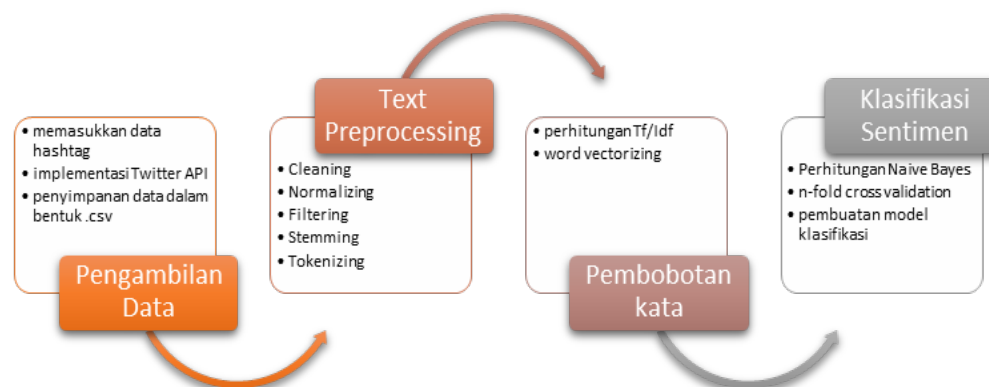 • memasukkan data
hashtag
• implementasi Twitter API
• penyimpanan data dalam
bentuk .csv
Pengambilan
Data
Text
Preprocessing
• Cleaning
• Normalizing
• Filtering
• Stemming
• Tokenizing
• perhitungan Tf/Idf
• word vectorizing
Pembobotan
kata
Klasifikasi
Sentimen
• Perhitungan Naive Bayes
• n-fold cross validation
• pembuatan model
klasifikasi